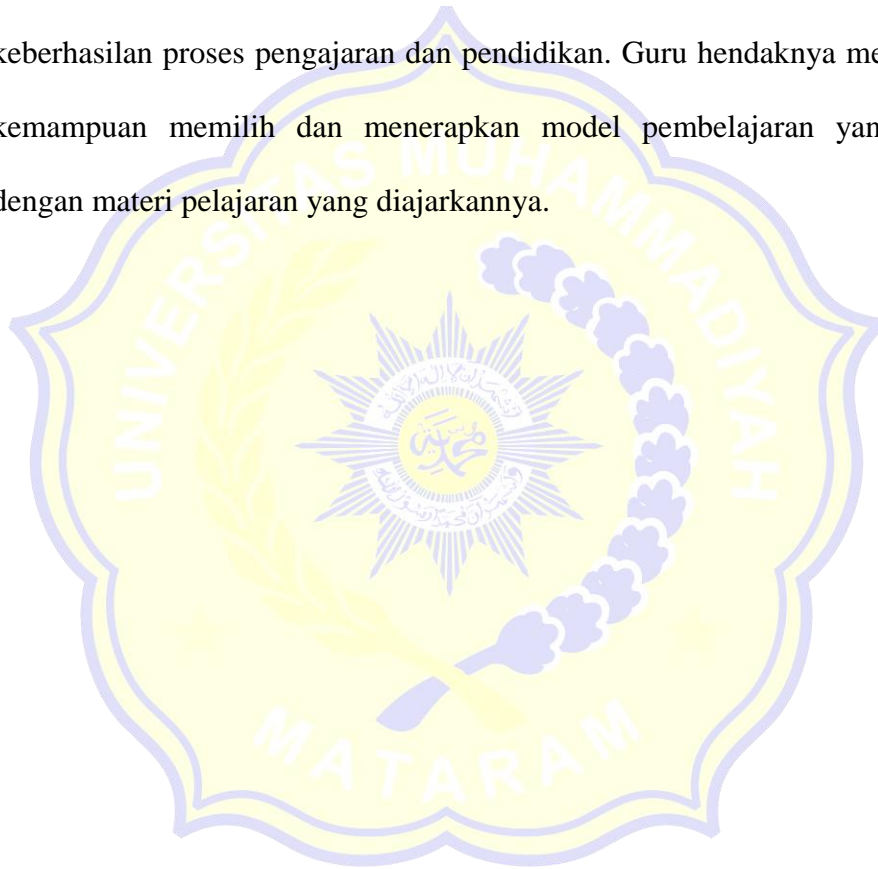 keberhasilan proses pengajaran dan pendidikan. Guru hendaknya me
kemampuan memilih dan menerapkan model pembelajaran yan
dengan materi pelajaran yang diajarkannya.
UNIVERSITAS MUHAMMADIYAH
MATARAM